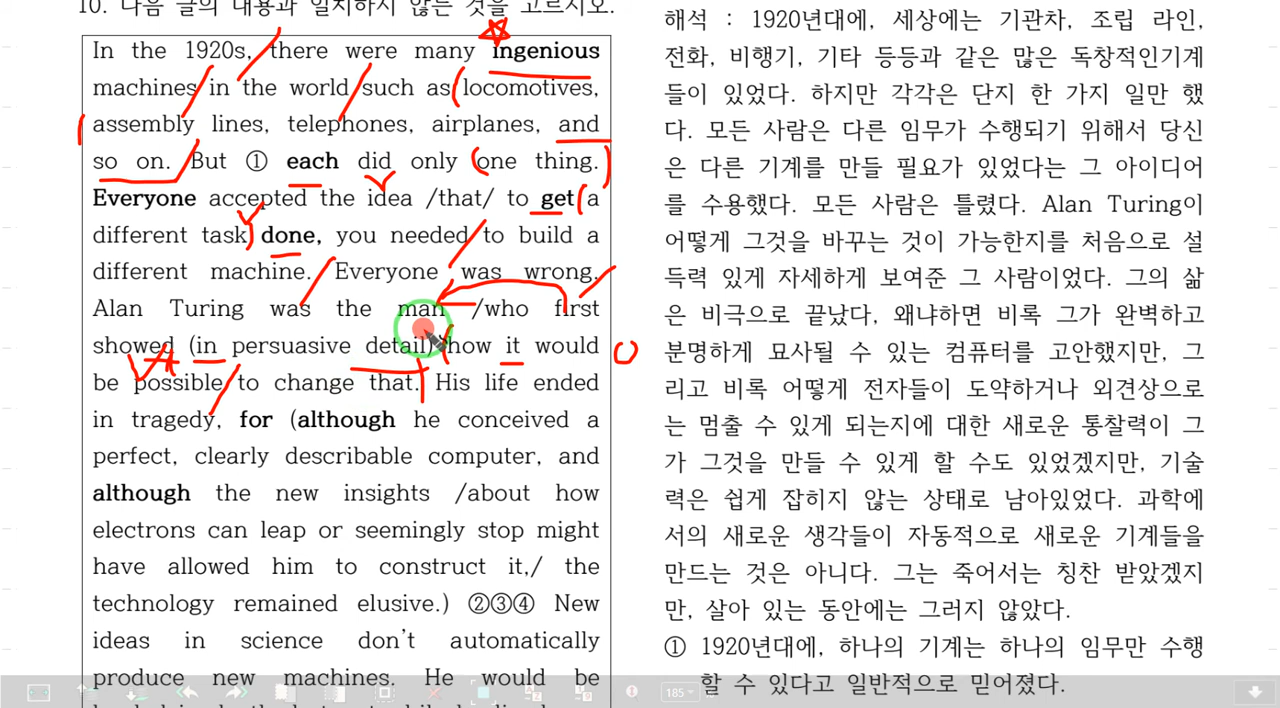 10. 다음 글의 내용과 일치하지 않는 것을 고르시오.
In the 1920s, there were many ingenious
machines in the world such as locomotives,
assembly lines, telephones, airplanes, and
so on. But ① each did only one thing.
Everyone accepted the idea /that/ to get a
different task done, you needed to build a
different machine. Everyone was wrong.
Alan Turing was the man /who first
showed (in persuasive detail) how it would
be possible to change that. His life ended
in tragedy, for (although he conceived a
perfect, clearly describable computer, and
although the new insights /about how
electrons can leap or seemingly stop might
have allowed him to construct it,/ the
technology remained elusive.) ②③④ New
ideas in science don't automatically
produce new machines. He would be
해석 : 1920년대에, 세상에는 기관차, 조립 라인,
전화, 비행기, 기타 등등과 같은 많은 독창적인기계
들이 있었다. 하지만 각각은 단지 한 가지 일만 했
다. 모든 사람은 다른 임무가 수행되기 위해서 당신
은 다른 기계를 만들 필요가 있었다는 그 아이디어
를 수용했다. 모든 사람은 틀렸다. Alan Turing이
어떻게 그것을 바꾸는 것이 가능한지를 처음으로 설
득력 있게 자세하게 보여준 그 사람이었다. 그의 삶
은 비극으로 끝났다, 왜냐하면 비록 그가 완벽하고
분명하게 묘사될 수 있는 컴퓨터를 고안했지만, 그
리고 비록 어떻게 전자들이 도약하거나 외견상으로
는 멈출 수 있게 되는지에 대한 새로운 통찰력이 그
가 그것을 만들 수 있게 할 수도 있었겠지만, 기술
력은 쉽게 잡히지 않는 상태로 남아있었다. 과학에
서의 새로운 생각들이 자동적으로 새로운 기계들을
만드는 것은 아니다. 그는 죽어서는 칭찬 받았겠지
만, 살아 있는 동안에는 그러지 않았다.
① 1920년대에, 하나의 기계는 하나의 임무만 수행
할 수 있다고 일반적으로 믿어졌다.
185